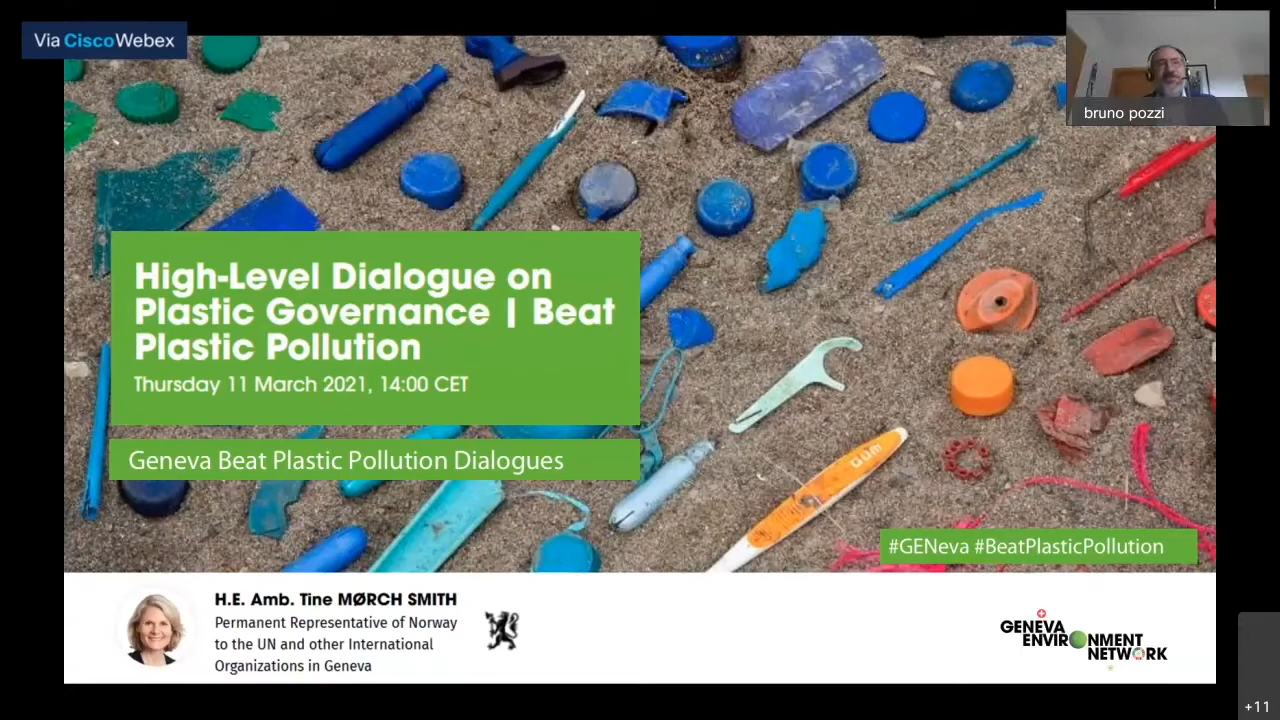 Via CiscoWebex
bruno pozzi
High-Level Dialogue on
Plastic Governance | Beat
Plastic Pollution
Thursday 11 March 2021, 14:00 CET
Geneva Beat Plastic Pollution Dialogues
GUM
#GENeva #BeatPlasticPollution
H.E. Amb. Tine MØRCH SMITH
Permanent Representative of Norway
to the UN and other International
Organizations in Geneva
GENEVA
ENVIRONMENT
NETWORK
+11